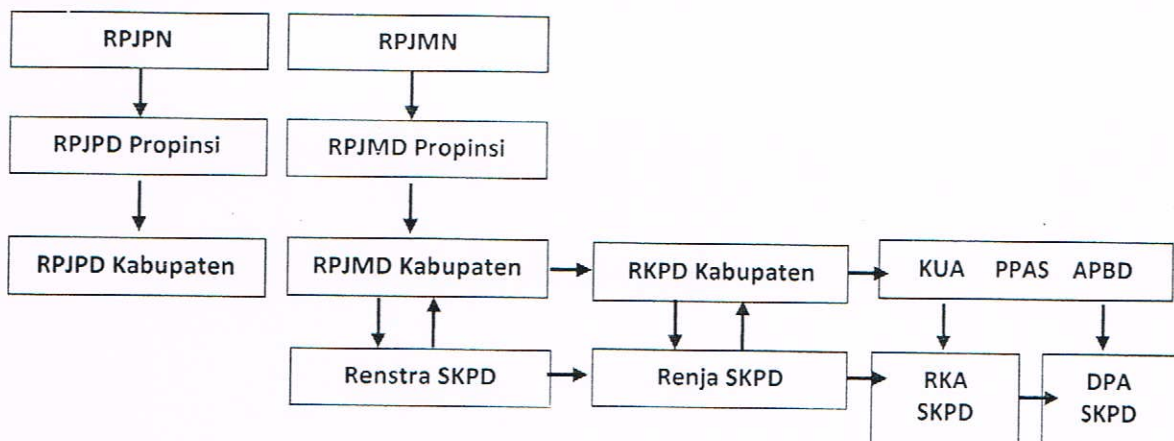 RPJPN
RPJMN
RPJPD Propinsi
RPJMD Propinsi
RPJPD Kabupaten
RPJMD Kabupaten
RKPD Kabupaten
KUA PPAS APBD
Renstra SKPD
Renja SKPD
RKA
SKPD
DPA
SKPD